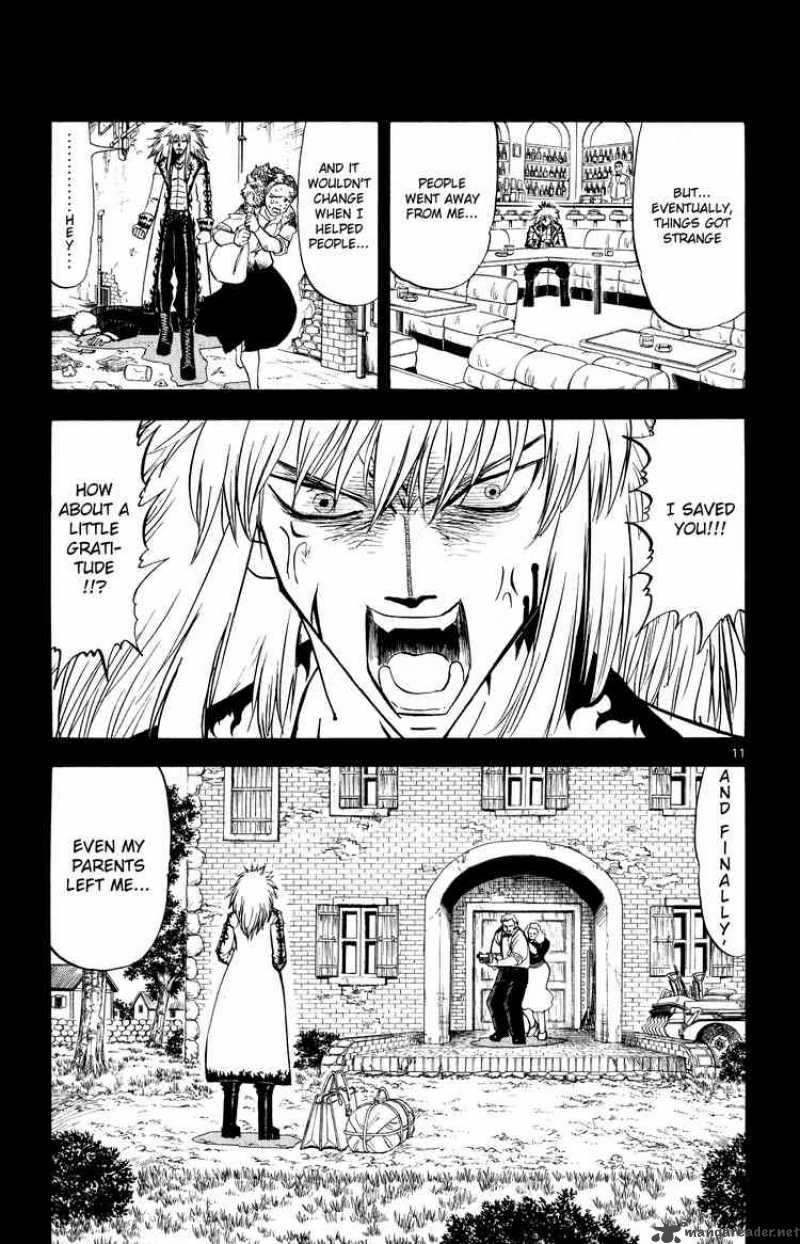 BUT...
EVENTUALLY,
THINGS GOT
STRANGE
PEOPLE
WENT AWAY
FROM ME...
AND IT
WOULDN'T
CHANGE
WHEN I
HELPED
PEOPLE...
............HEY...
I SAVED
YOU!!!
HOW
ABOUT A
LITTLE
GRATI-
TUDE
!!?
11
AND FINALLY,
EVEN MY
PARENTS
LEFT ME...
mangareader.net